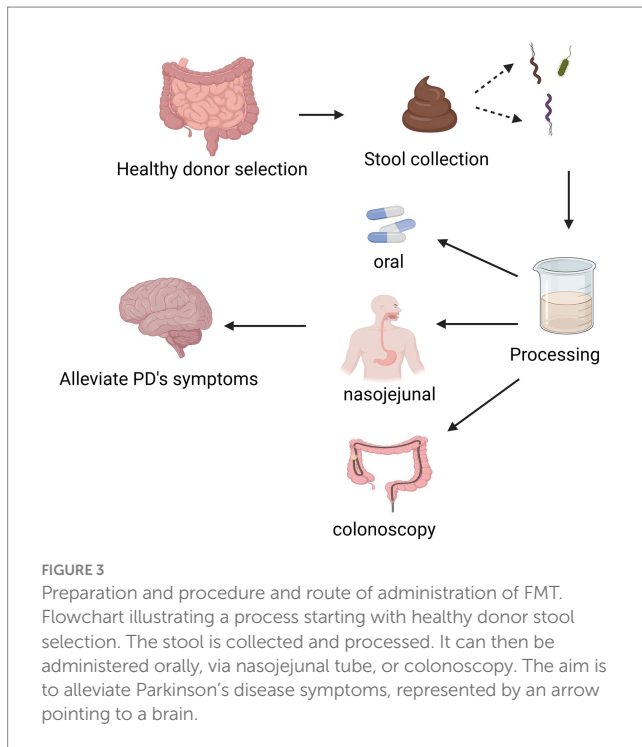 Healthy donor selection
Stool collection
oral
Processing
Alleviate PD's symptoms
nasojejunal
colonoscopy
FIGURE 3
Preparation and procedure and route of administration of FMT.
Flowchart illustrating a process starting with healthy donor stool
selection. The stool is collected and processed. It can then be
administered orally, via nasojejunal tube, or colonoscopy. The aim is
to alleviate Parkinson’s disease symptoms, represented by an arrow
pointing to a brain.